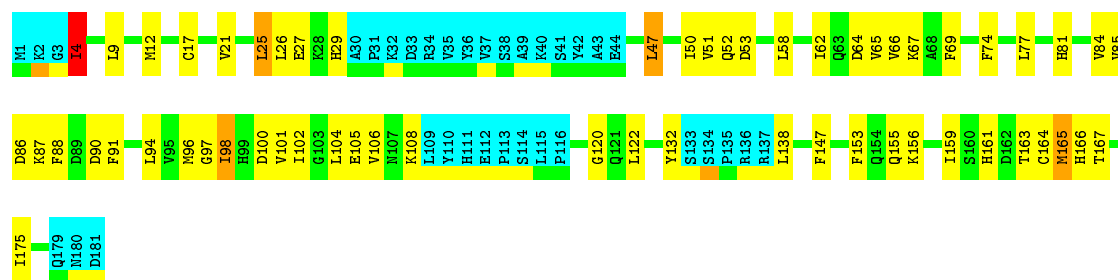 M1 K2 G3 I4 L9 M12 C17 V21 L25 L26 E27 K28 H29 A30 P31 K32 D33 R34 V35 Y36 V37 S38 A39 K40 S41 Y42 A43 E44 L47 I50 V51 Q52 D53 L58 I62 Q63 D64 V65 V66 K67 A68 F69 F74 L77 H81 V84
D86 K87 F88 D89 D90 F91 L94 V95 M96 G97 I98 H99 D100 V101 I102 G103 L104 E105 V106 N107 K108 L109 Y110 H111 E112 P113 S114 L115 P116 G120 Q121 L122 Y132 S133 S134 P135 R136 R137 L138 F147 F153 Q154 Q155 K156 I159 S160 H161 D162 T163 C164 M165 H166 T167
I175 Q179 N180 D181